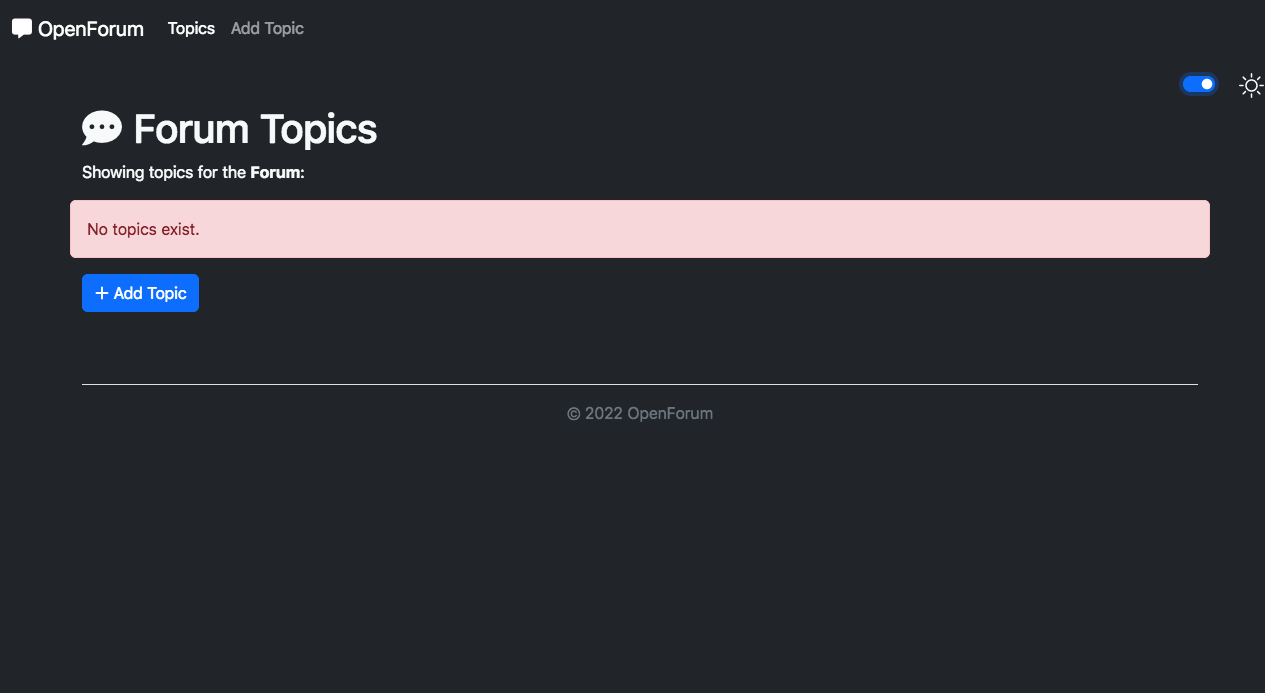 OpenForum Topics Add Topic
Forum Topics
Showing topics for the Forum:
No topics exist.
+ Add Topic
© 2022 OpenForum